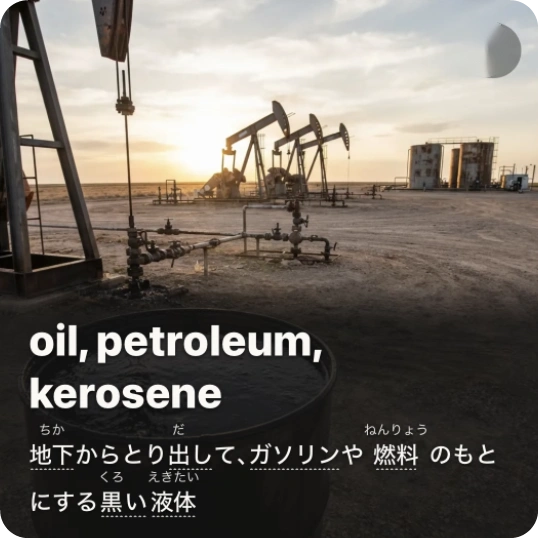 oil, petroleum,
kerosene
ちか だ ねんりょう
地下からとり出して、ガソリンや 燃料 のもと
くろ えきたい
にする黒い液体